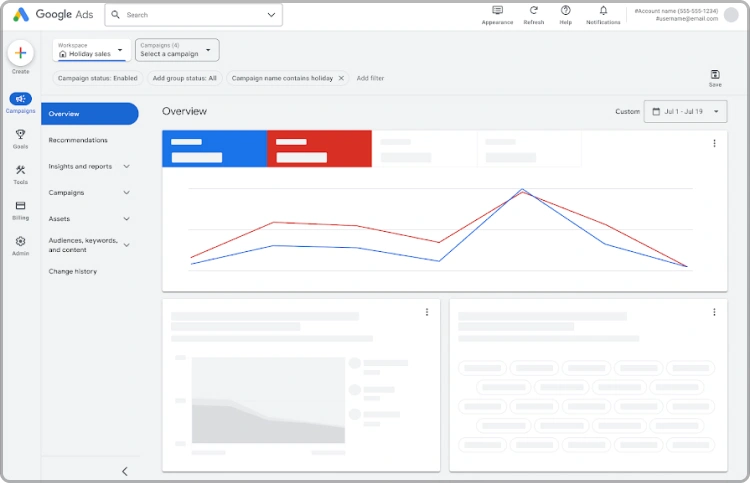 Google Ads
Search
Appearance
Refresh
Help
Notifications
#Account name (555-555-1234)
#username@email.com
Create
Campaigns
Goals
Tools
Billing
Admin
Workspace
Holiday sales
Campaigns (4)
Select a campaign
Campaign status: Enabled
Add group status: All
Campaign name contains holiday
Add filter
Save
Overview
Recommendations
Insights and reports
Campaigns
Assets
Audiences, keywords,
and content
Change history
Overview
Custom
Jul 1 - Jul 19